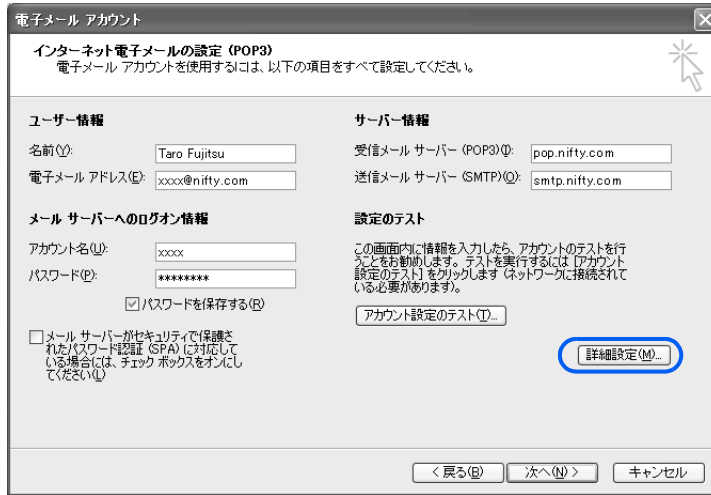 電子メール アカウント
インターネット電子メールの設定 (POP3)
電子メール アカウントを使用するには、以下の項目をすべて設定してください。
ユーザー情報
名前(Y):
Taro Fujitsu
電子メール アドレス(E):
xxxx@nifty.com
サーバー情報
受信メール サーバー (POP3)(I):
pop.nifty.com
送信メール サーバー (SMTP)(O):
smtp.nifty.com
メール サーバーへのログオン情報
アカウント名(U):
xxxx
パスワード(P):
********
パスワードを保存する(R)
メール サーバーがセキュリティで保護さ
れたパスワード認証 (SPA) に対応して
いる場合には、チェック ボックスをオンにし
てください(L)
設定のテスト
この画面内に情報を入力したら、アカウントのテストを行
うことをお勧めします。テストを実行するには [アカウント
設定のテスト] をクリックします (ネットワークに接続されて
いる必要があります)。
アカウント設定のテスト(T)...
詳細設定(M)...
< 戻る(B)
次へ(N) >
キャンセル